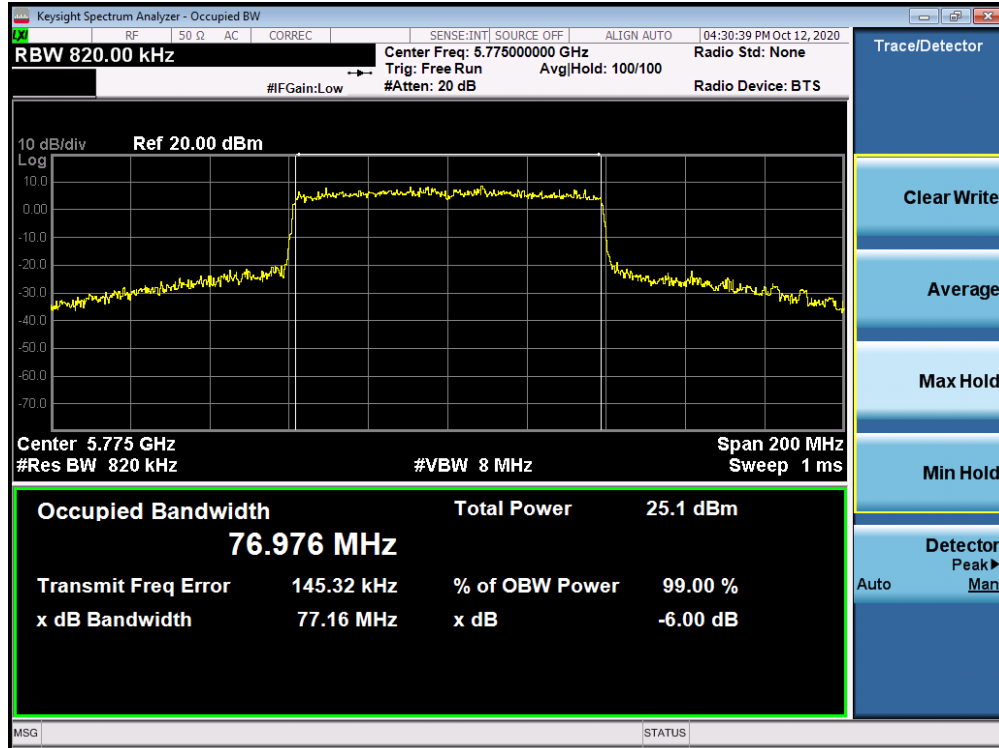 Keysight Spectrum Analyzer - Occupied BW
LXI RF 50 Ω AC CORREC SENSE:INT SOURCE OFF ALIGN AUTO 04:30:39 PM Oct 12, 2020
RBW 820.00 kHz
Center Freq: 5.775000000 GHz Radio Std: None
Trig: Free Run Avg|Hold: 100/100
#IFGain:Low #Atten: 20 dB Radio Device: BTS
10 dB/div Ref 20.00 dBm
Log
10.0
0.00
-10.0
-20.0
-30.0
-40.0
-50.0
-60.0
-70.0
Center 5.775 GHz Span 200 MHz
#Res BW 820 kHz #VBW 8 MHz Sweep 1 ms
Occupied Bandwidth Total Power 25.1 dBm
76.976 MHz
Transmit Freq Error 145.32 kHz % of OBW Power 99.00 %
x dB Bandwidth 77.16 MHz x dB -6.00 dB
MSG STATUS
Trace/Detector
Clear Write
Average
Max Hold
Min Hold
Detector
Peak▶
Auto Man